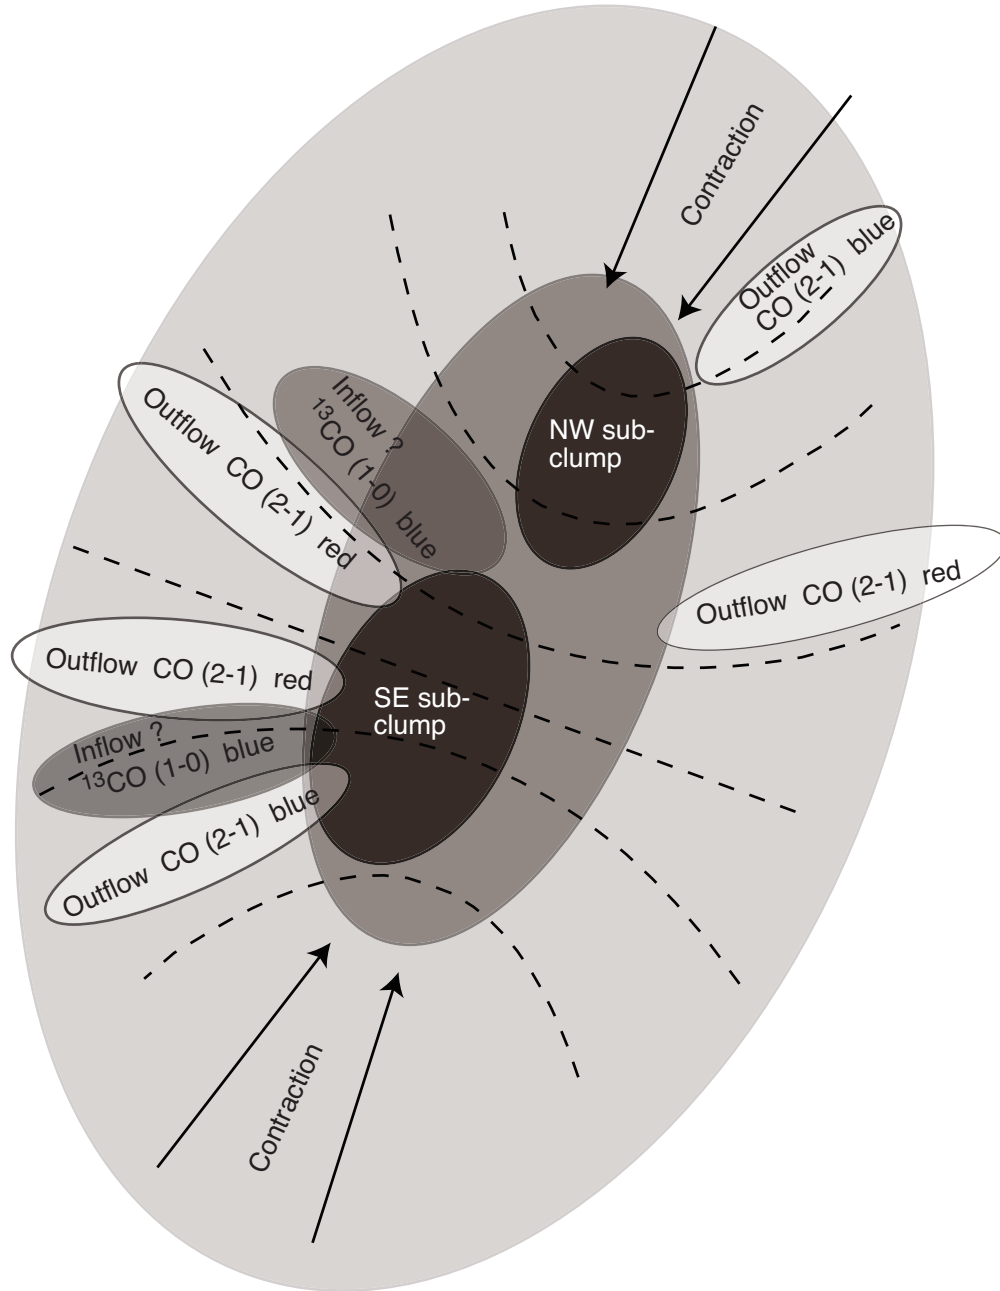 Contraction
Outflow
CO (2-1) blue
Inflow ?
¹³CO (1-0) blue
Outflow CO (2-1) red
NW sub-
clump
Outflow CO (2-1) red
Outflow CO (2-1) red
SE sub-
clump
Inflow ?
¹³CO (1-0) blue
Outflow CO (2-1) blue
Contraction